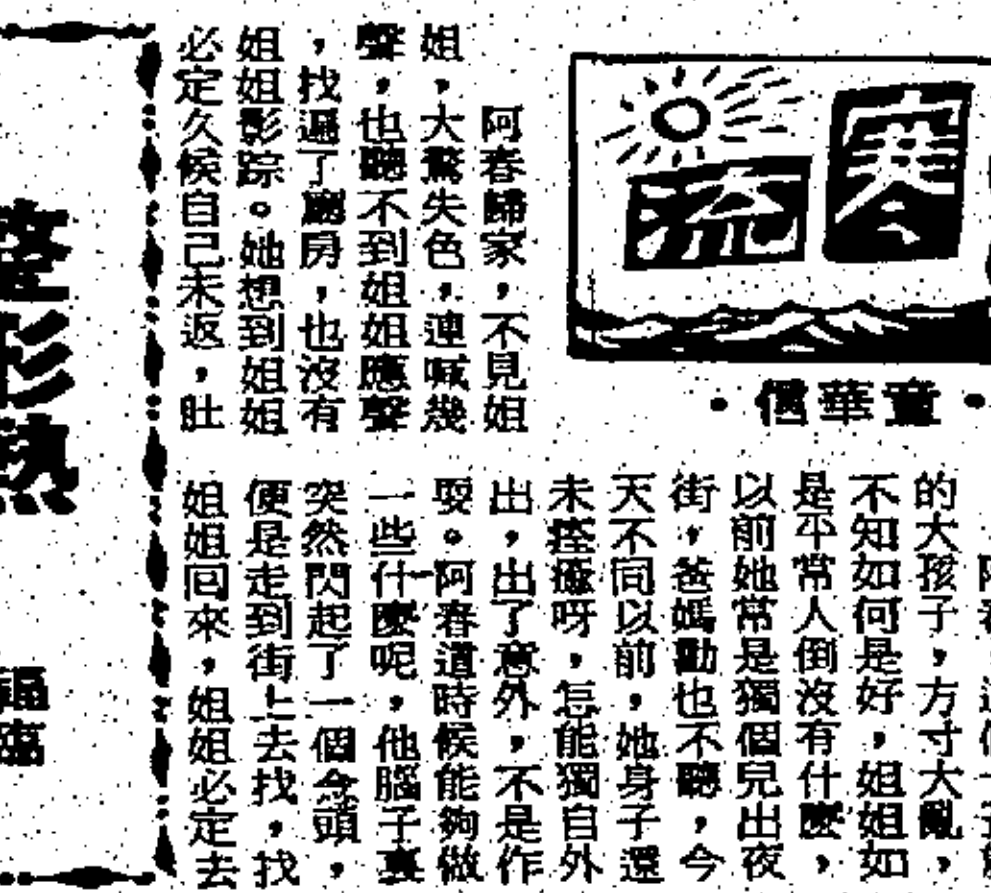 寒流
•童華信•
阿春歸家，不見姐
姐，大驚失色，連喊幾
聲，也聽不到姐姐應聲
，找遍了廳房，也沒有
姐姐影踪。她想到姐姐
必定久候自己未返，肚
的大孩子，方寸大亂，
不知如何是好，姐姐如
是平常人倒沒有什麼，
以前她常是獨個兒出夜
街，爸媽勸也不聽，今
天不同以前，她身子還
未痊癒呀，怎能獨自外
出，出了意外，不是作
耍。阿春這時候能夠做
一些什麼呢，他腦子裏
突然閃起了一個念頭，
便是走到街上去找，找
姐姐回來，姐姐必定去
整形熱